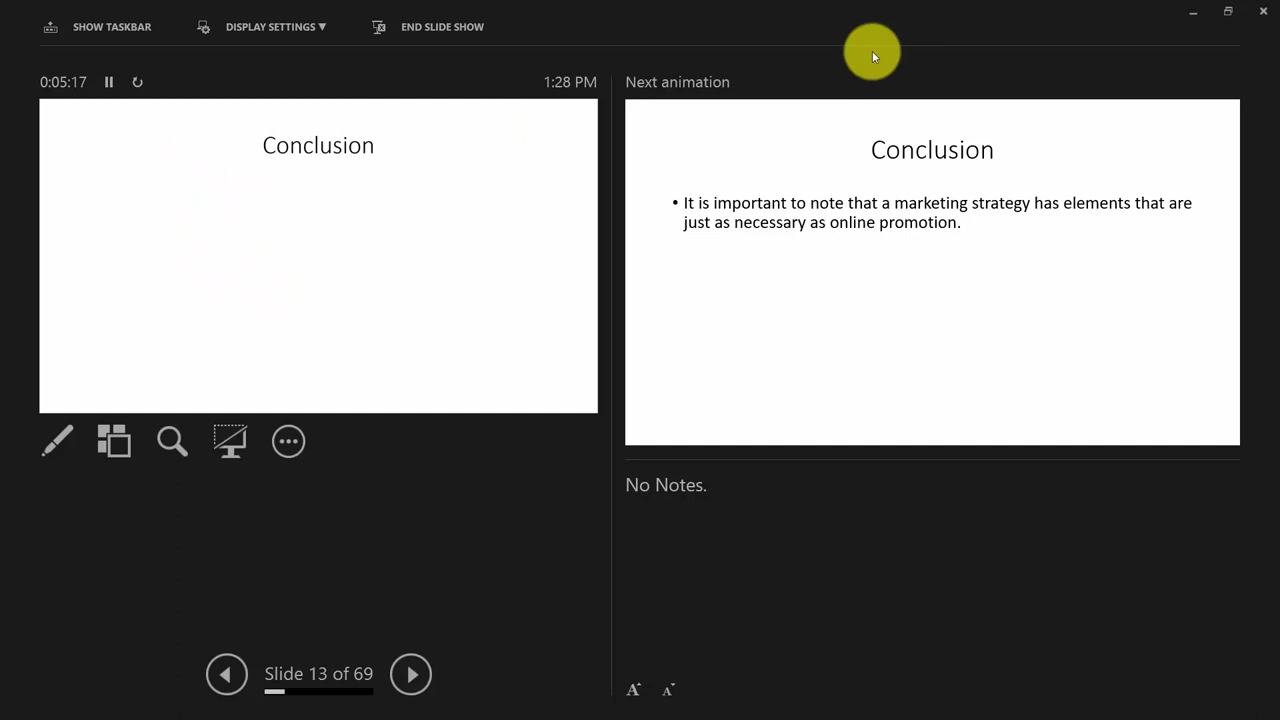 SHOW TASKBAR
DISPLAY SETTINGS ▼
END SLIDE SHOW
0:05:17
1:28 PM
Conclusion
Next animation
Conclusion
• It is important to note that a marketing strategy has elements that are
just as necessary as online promotion.
No Notes.
Slide 13 of 69
A A